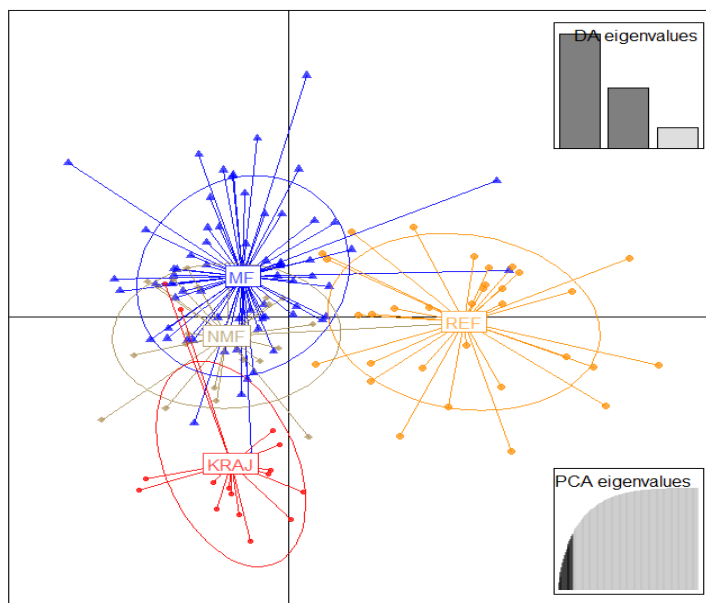 DA eigenvalues
MF
REF
NMF
KRAJ
PCA eigenvalues